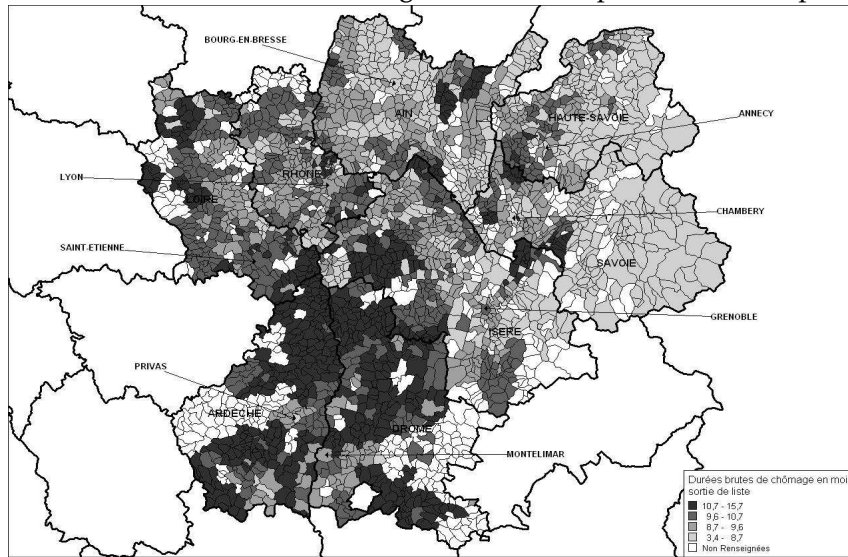 BOURG-EN-BRESSE
AIN
HAUTE-SAVOIE
ANNECY
LYON
RHONE
LOIRE
CHAMBERY
SAINT-ETIENNE
SAVOIE
GRENOBLE
ISERE
PRIVAS
ARDECHE
DROME
MONTELIMAR
Durées brutes de chômage en moi
sortie de liste
10,7 - 15,7
9,6 - 10,7
8,7 - 9,6
3,4 - 8,7
Non Renseignées